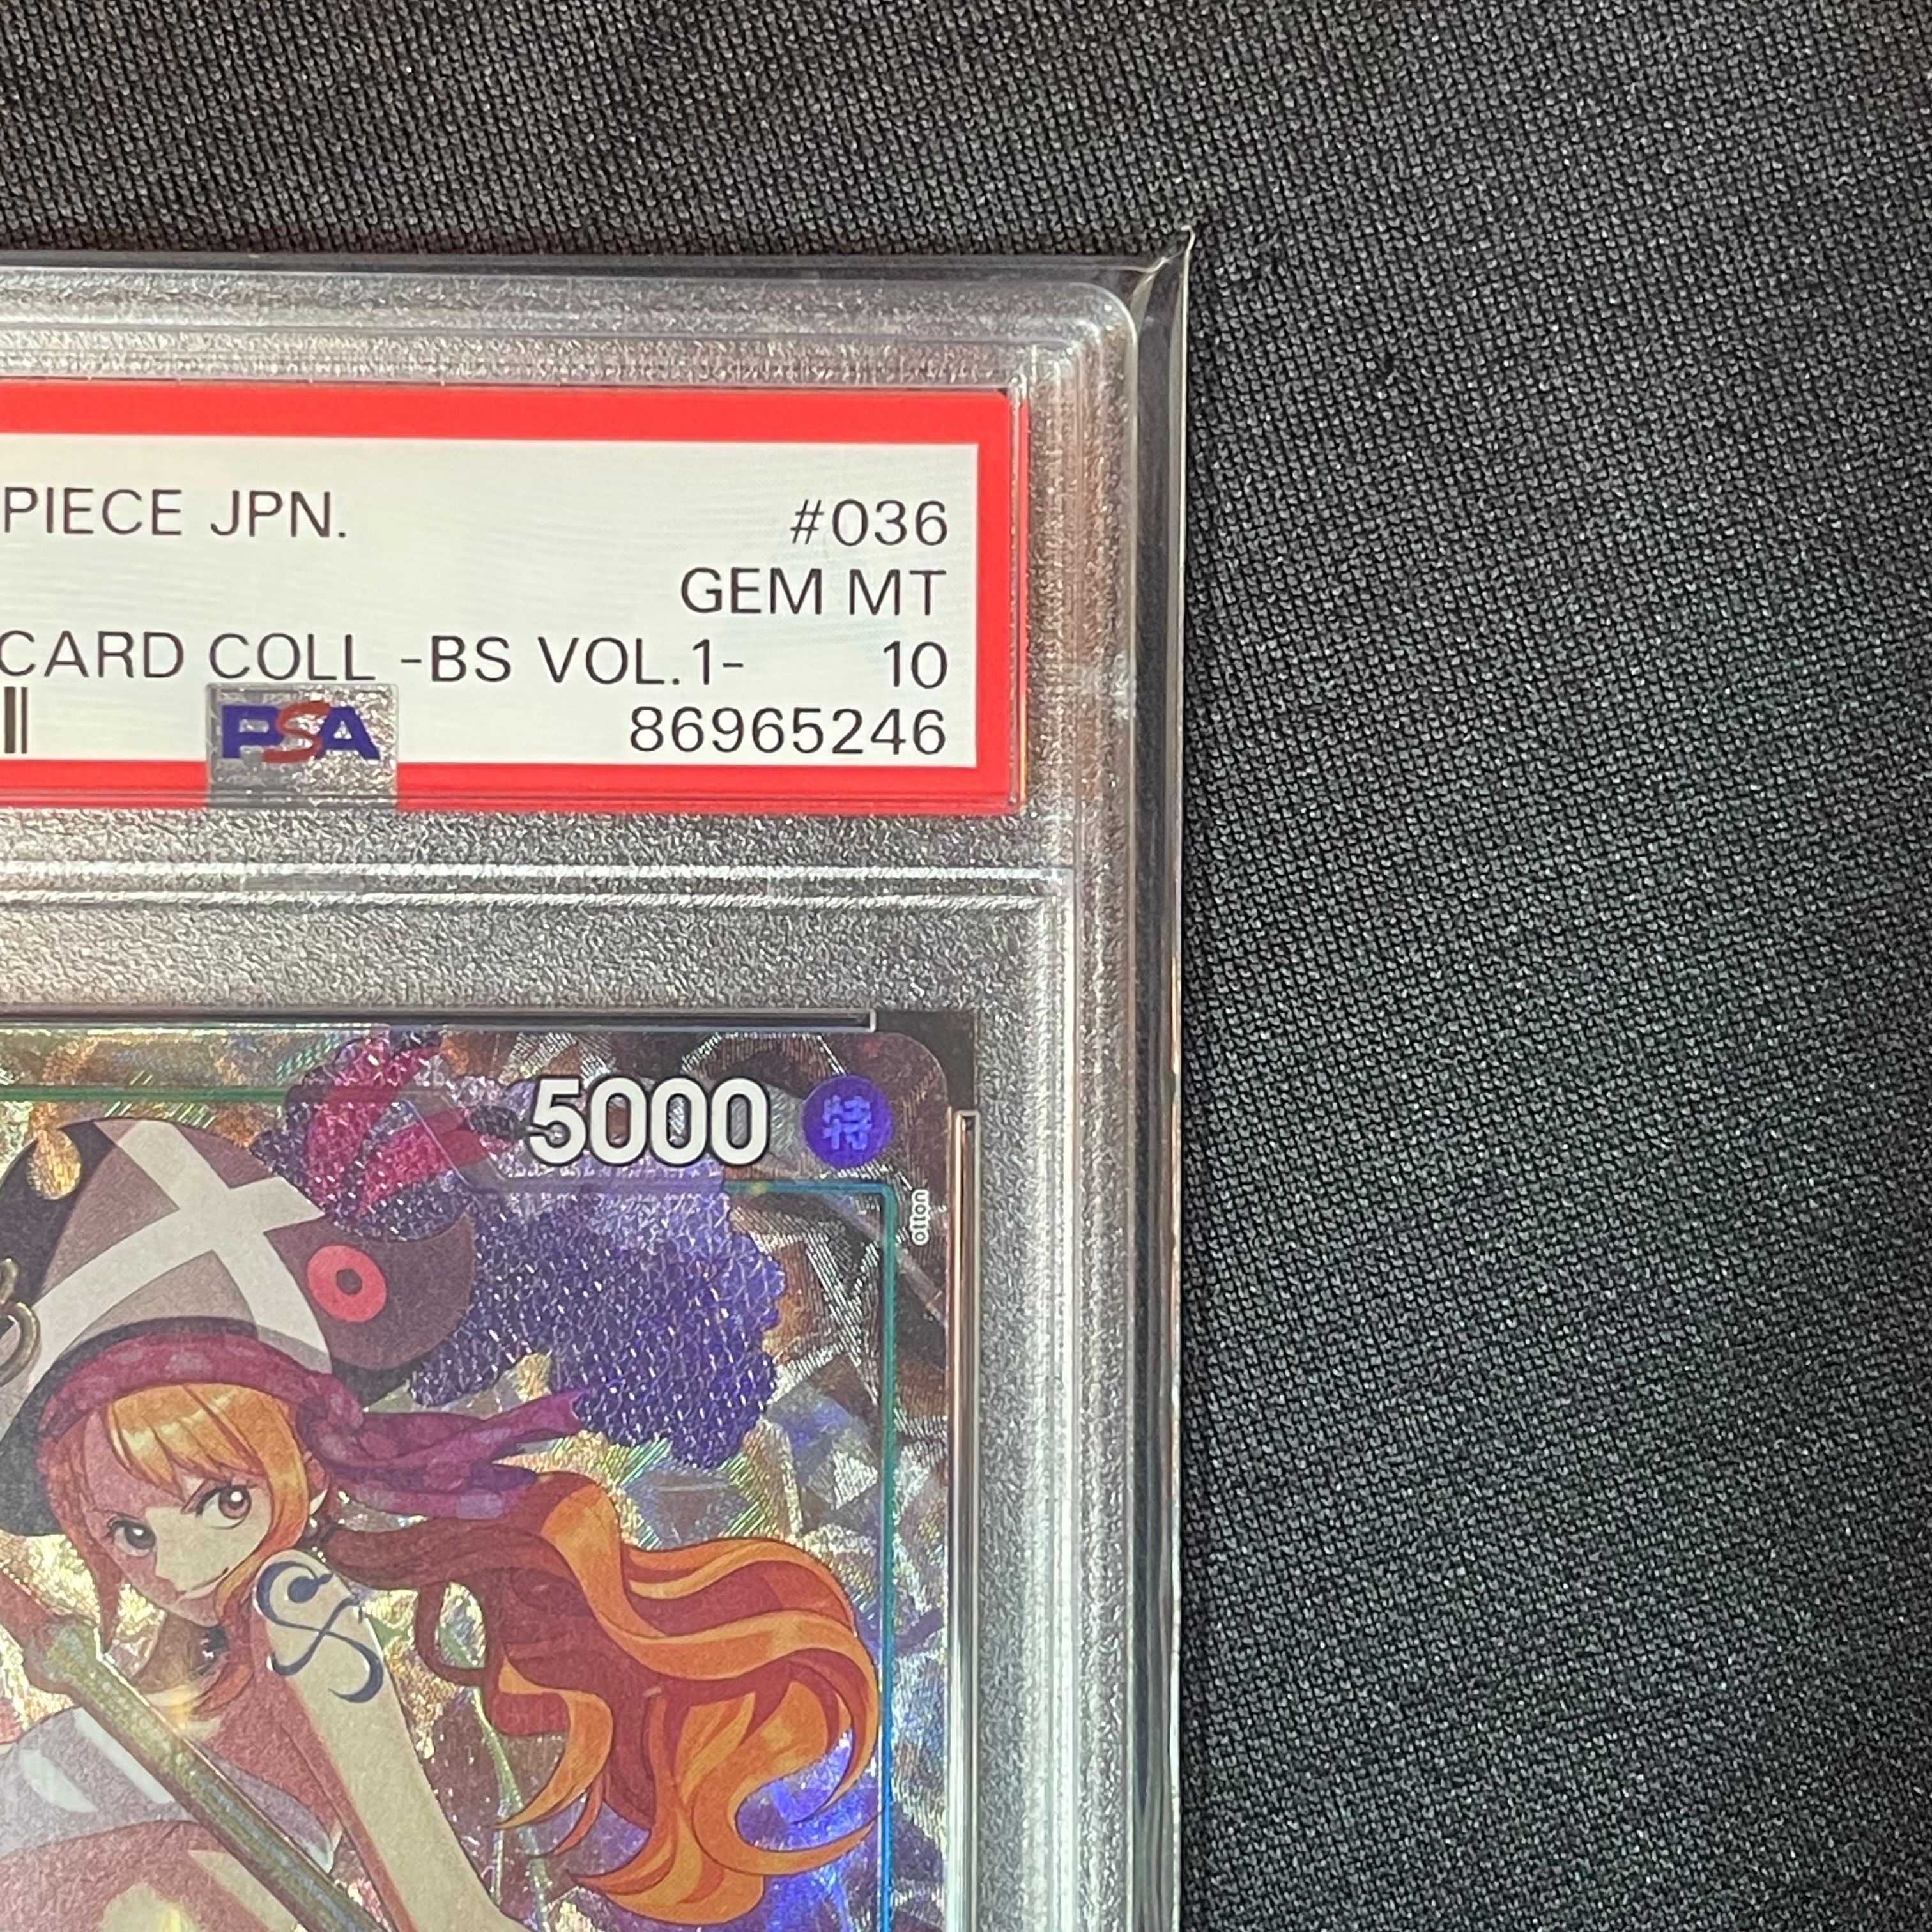 PIECE JPN.
#036
GEM MT
CARD COLL -BS VOL.1-
10
PSA
86965246
5000
特
otton